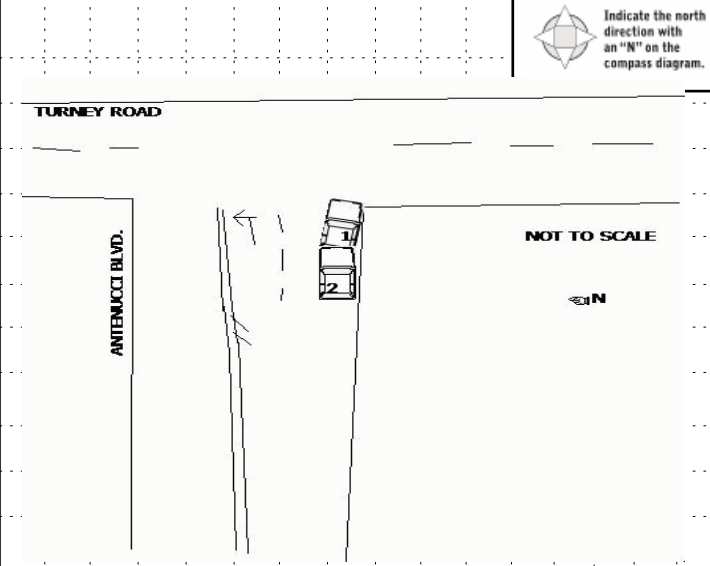 Indicate the north
direction with
an "N" on the
compass diagram.
TURNEY ROAD
1
NOT TO SCALE
ANTENUCCI BLVD.
2
N